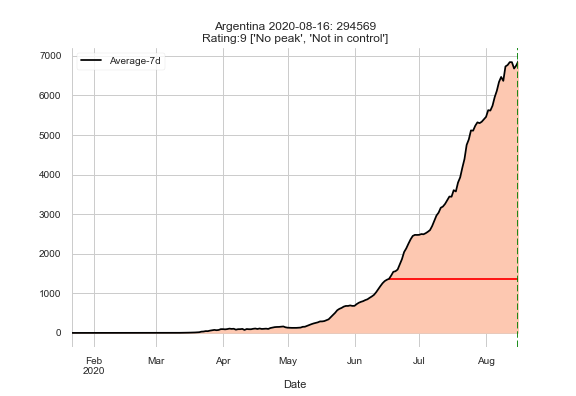 Argentina 2020-08-16: 294569
Rating:9 ['No peak', 'Not in control']
Average-7d
7000
6000
5000
4000
3000
2000
1000
0
Feb Mar Apr May Jun Jul Aug
2020
Date